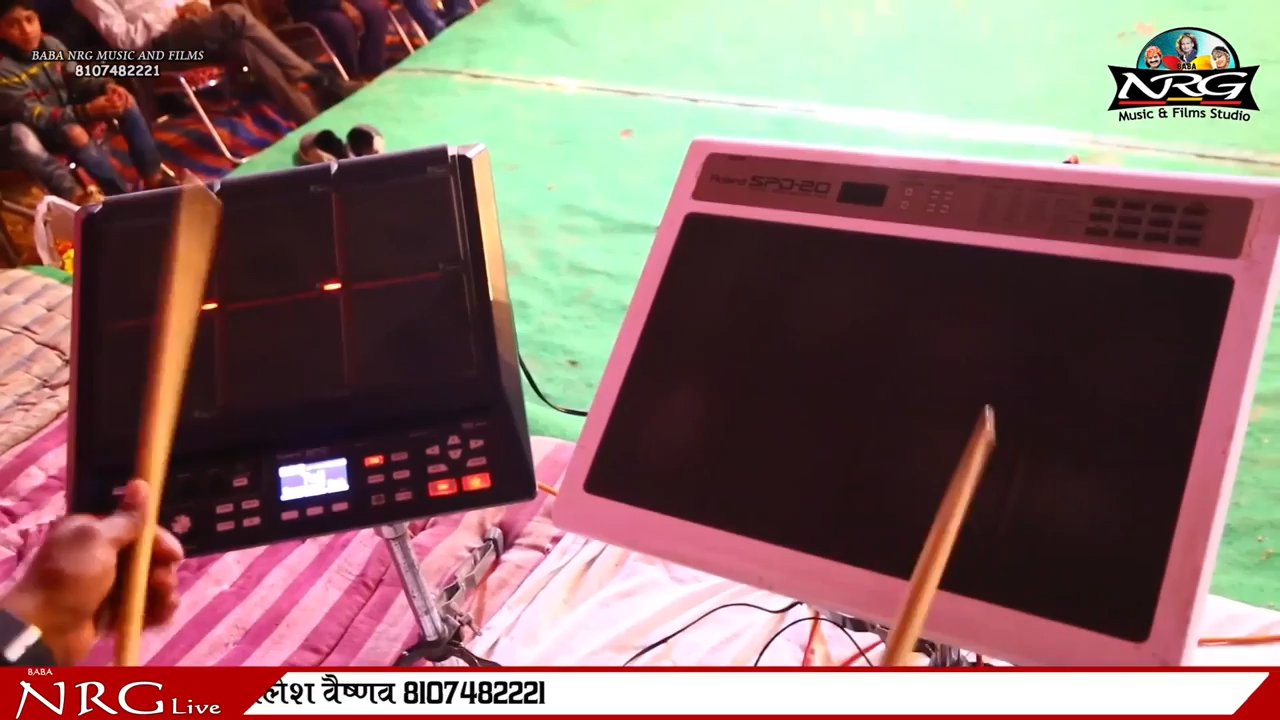 BABA NRG MUSIC AND FILMS
8107482221
BABA
NRG
Music & Films Studio
Roland SPD-20
BABA
NRG Live
लेश वैष्णव 8107482221